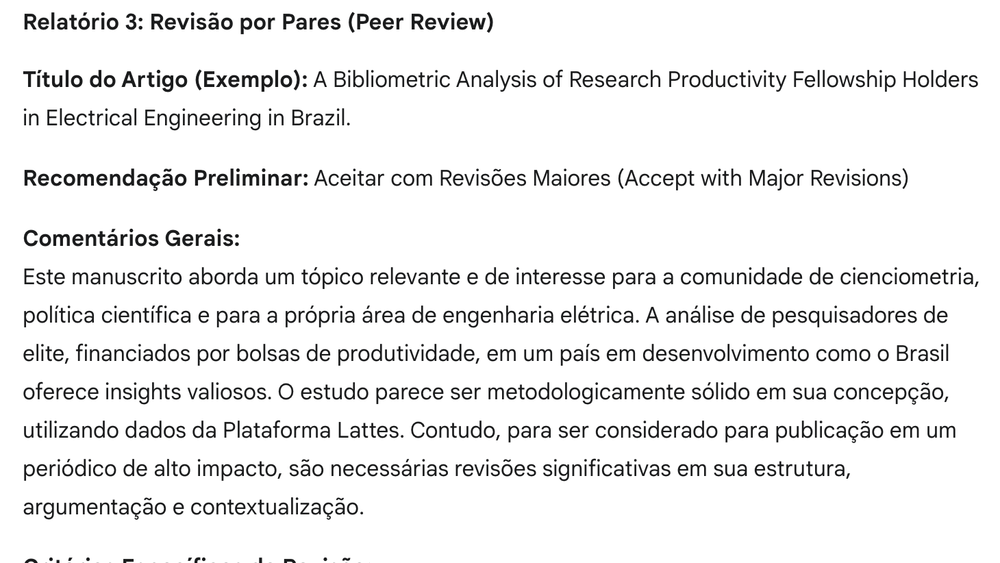 Relatório 3: Revisão por Pares (Peer Review)
Título do Artigo (Exemplo): A Bibliometric Analysis of Research Productivity Fellowship Holders
in Electrical Engineering in Brazil.
Recomendação Preliminar: Aceitar com Revisões Maiores (Accept with Major Revisions)
Comentários Gerais:
Este manuscrito aborda um tópico relevante e de interesse para a comunidade de cienciometria,
política científica e para a própria área de engenharia elétrica. A análise de pesquisadores de
elite, financiados por bolsas de produtividade, em um país em desenvolvimento como o Brasil
oferece insights valiosos. O estudo parece ser metodologicamente sólido em sua concepção,
utilizando dados da Plataforma Lattes. Contudo, para ser considerado para publicação em um
periódico de alto impacto, são necessárias revisões significativas em sua estrutura,
argumentação e contextualização.